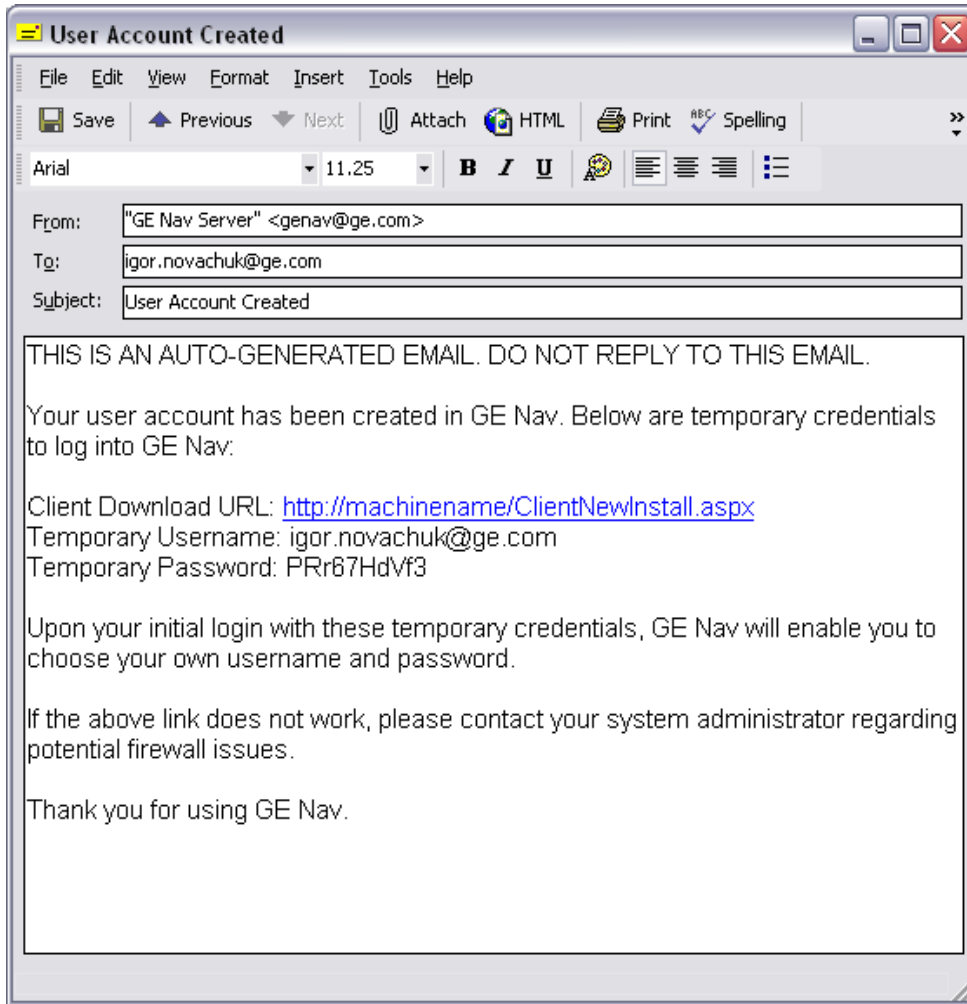 User Account Created
File Edit View Format Insert Tools Help
Save Previous Next Attach HTML Print ABC Spelling
Arial 11.25 B I U A
From: "GE Nav Server" <genav@ge.com>
To: igor.novachuk@ge.com
Subject: User Account Created
THIS IS AN AUTO-GENERATED EMAIL. DO NOT REPLY TO THIS EMAIL.
Your user account has been created in GE Nav. Below are temporary credentials
to log into GE Nav:
Client Download URL: http://machinename/ClientNewInstall.aspx
Temporary Username: igor.novachuk@ge.com
Temporary Password: PRr67HdVf3
Upon your initial login with these temporary credentials, GE Nav will enable you to
choose your own username and password.
If the above link does not work, please contact your system administrator regarding
potential firewall issues.
Thank you for using GE Nav.